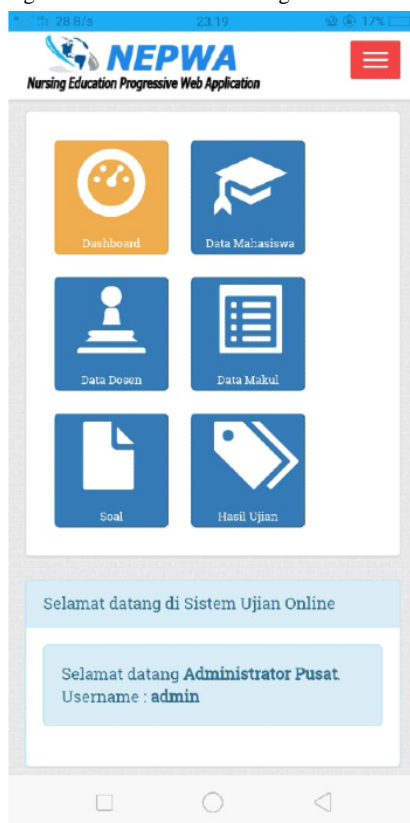 28 B/s 23.19 17%
NEPWA
Nursing Education Progressive Web Application
Dashboard Data Mahasiswa
Data Dosen Data Makul
Soal Hasil Ujian
Selamat datang di Sistem Ujian Online
Selamat datang Administrator Pusat.
Username : admin